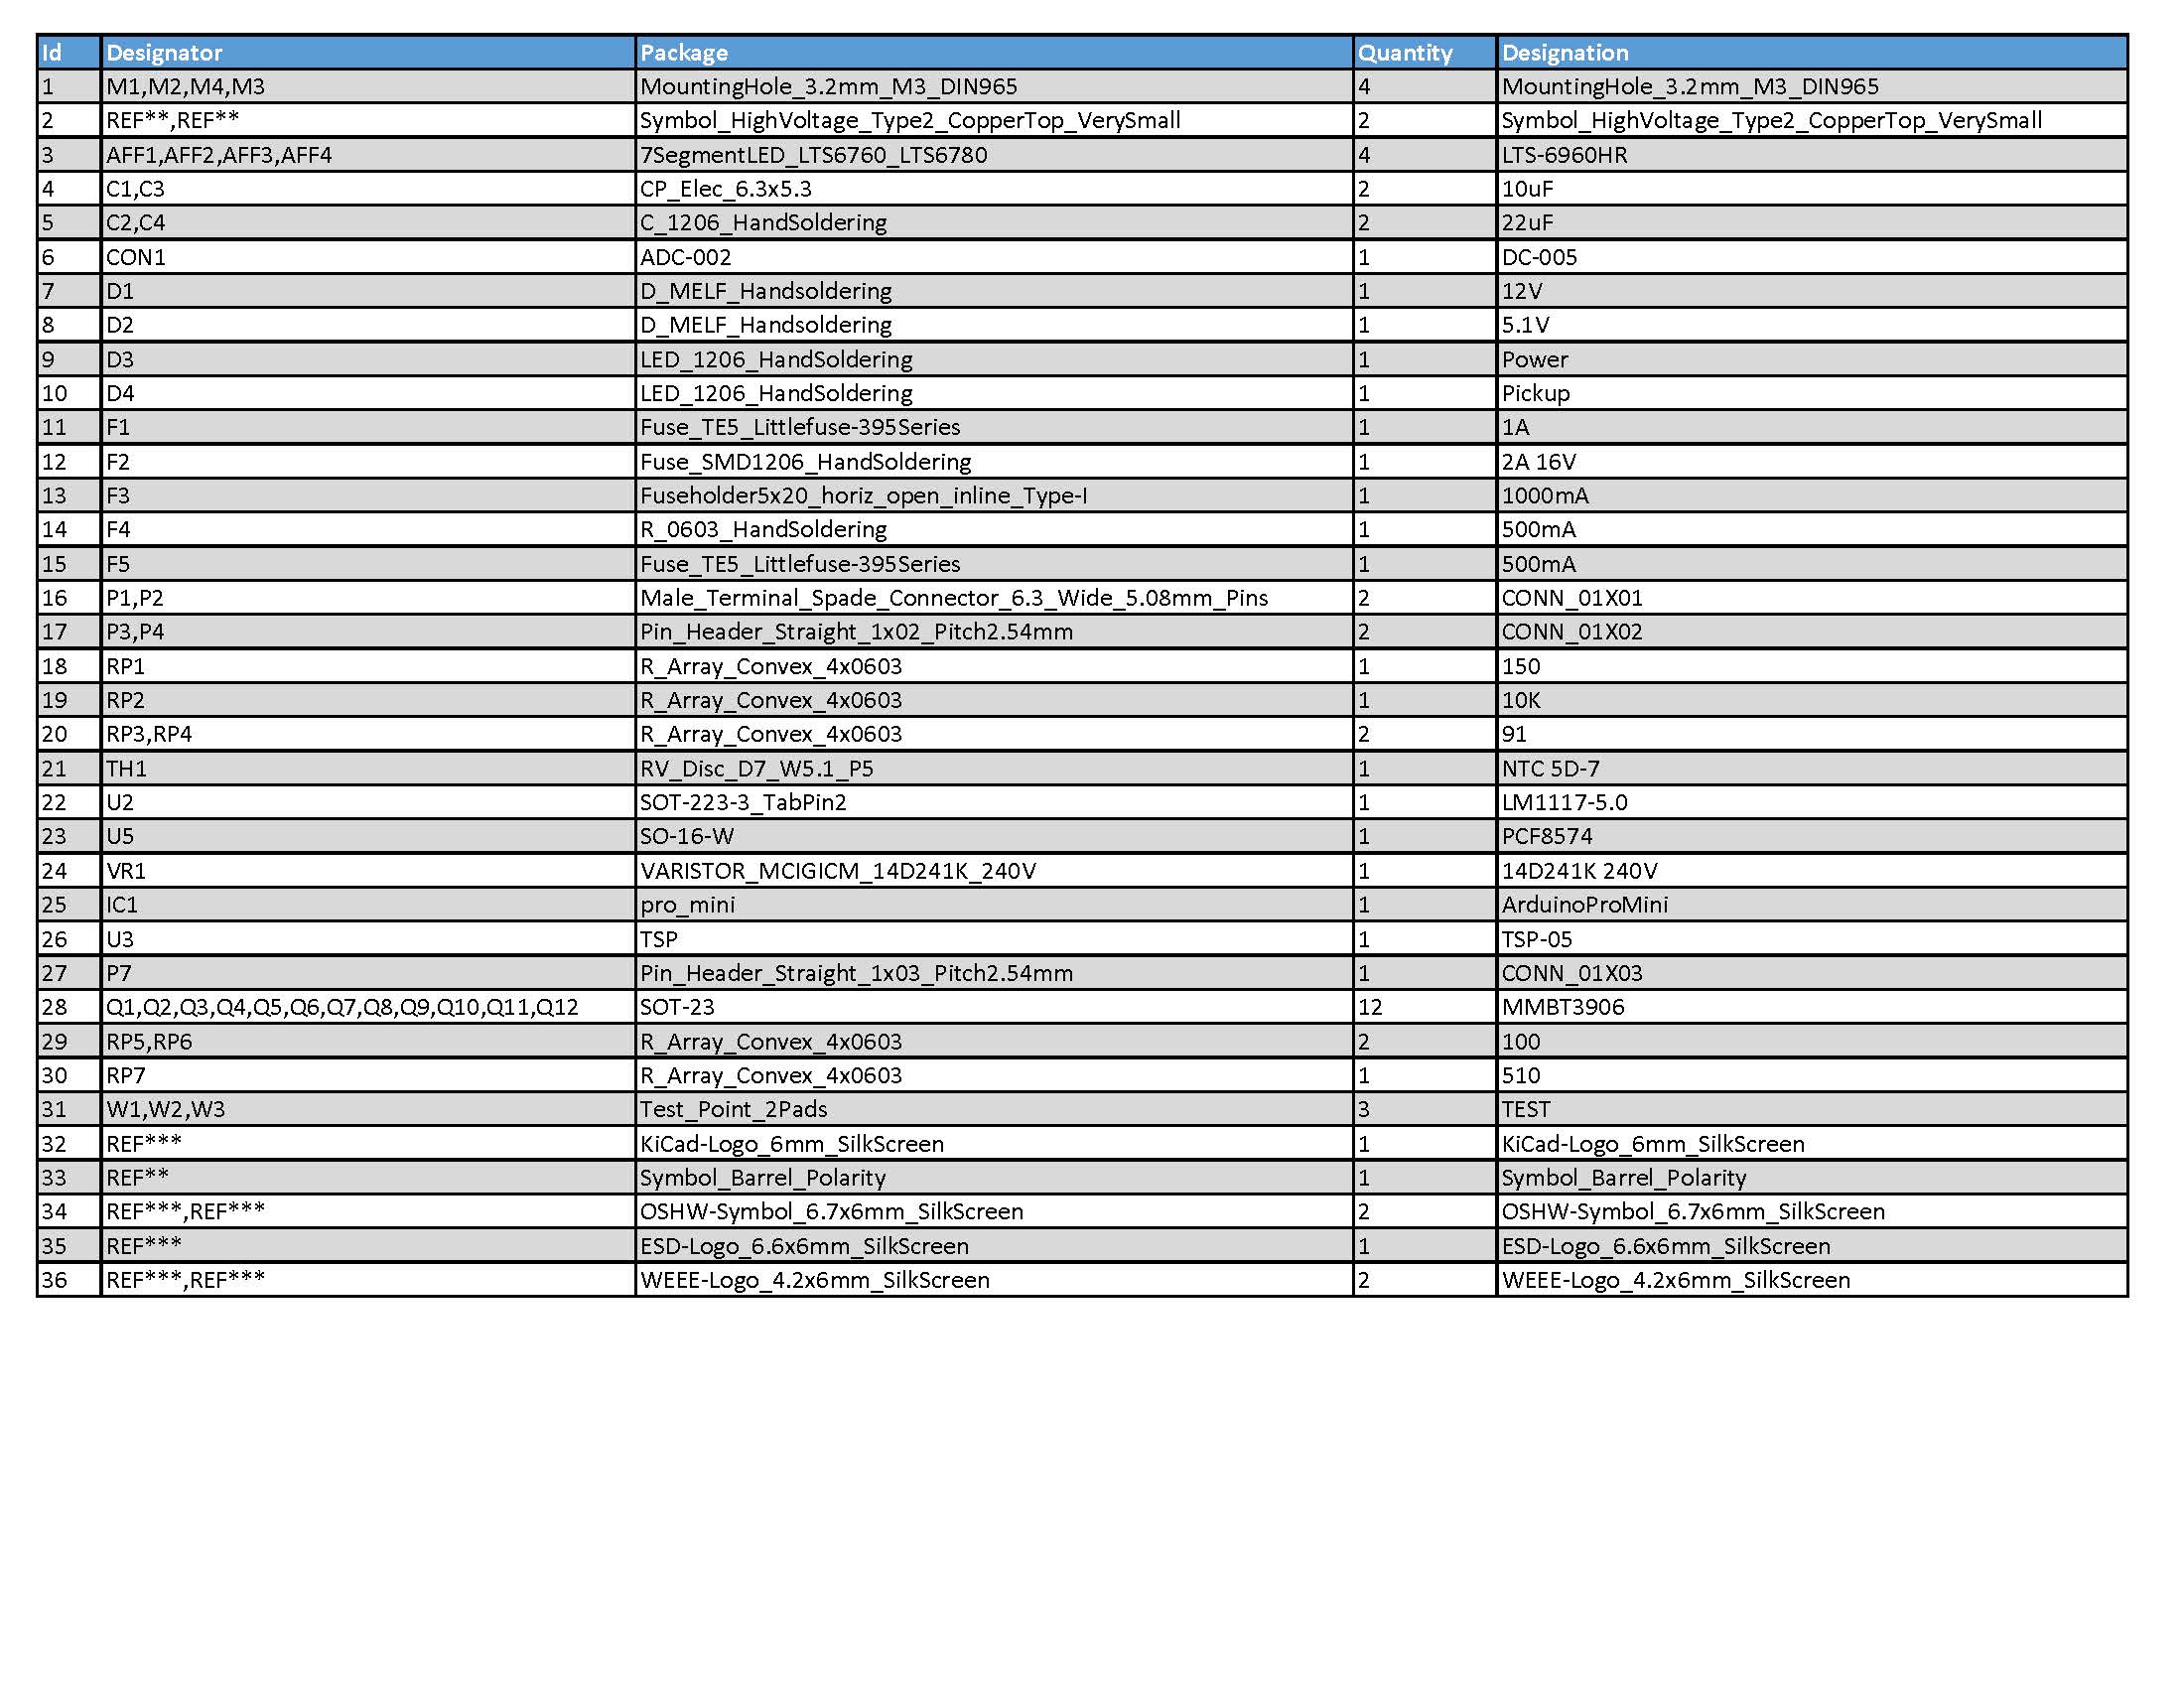 Id Designator Package Quantity Designation
1 M1,M2,M4,M3 MountingHole_3.2mm_M3_DIN965 4 MountingHole_3.2mm_M3_DIN965
2 REF**,REF** Symbol_HighVoltage_Type2_CopperTop_VerySmall 2 Symbol_HighVoltage_Type2_CopperTop_VerySmall
3 AFF1,AFF2,AFF3,AFF4 7SegmentLED_LTS6760_LTS6780 4 LTS-6960HR
4 C1,C3 CP_Elec_6.3x5.3 2 10uF
5 C2,C4 C_1206_HandSoldering 2 22uF
6 CON1 ADC-002 1 DC-005
7 D1 D_MELF_Handsoldering 1 12V
8 D2 D_MELF_Handsoldering 1 5.1V
9 D3 LED_1206_HandSoldering 1 Power
10 D4 LED_1206_HandSoldering 1 Pickup
11 F1 Fuse_TE5_Littlefuse-395Series 1 1A
12 F2 Fuse_SMD1206_HandSoldering 1 2A 16V
13 F3 Fuseholder5x20_horiz_open_inline_Type-I 1 1000mA
14 F4 R_0603_HandSoldering 1 500mA
15 F5 Fuse_TE5_Littlefuse-395Series 1 500mA
16 P1,P2 Male_Terminal_Spade_Connector_6.3_Wide_5.08mm_Pins 2 CONN_01X01
17 P3,P4 Pin_Header_Straight_1x02_Pitch2.54mm 2 CONN_01X02
18 RP1 R_Array_Convex_4x0603 1 150
19 RP2 R_Array_Convex_4x0603 1 10K
20 RP3,RP4 R_Array_Convex_4x0603 2 91
21 TH1 RV_Disc_D7_W5.1_P5 1 NTC 5D-7
22 U2 SOT-223-3_TabPin2 1 LM1117-5.0
23 U5 SO-16-W 1 PCF8574
24 VR1 VARISTOR_MCIGICM_14D241K_240V 1 14D241K 240V
25 IC1 pro_mini 1 ArduinoProMini
26 U3 TSP 1 TSP-05
27 P7 Pin_Header_Straight_1x03_Pitch2.54mm 1 CONN_01X03
28 Q1,Q2,Q3,Q4,Q5,Q6,Q7,Q8,Q9,Q10,Q11,Q12 SOT-23 12 MMBT3906
29 RP5,RP6 R_Array_Convex_4x0603 2 100
30 RP7 R_Array_Convex_4x0603 1 510
31 W1,W2,W3 Test_Point_2Pads 3 TEST
32 REF*** KiCad-Logo_6mm_SilkScreen 1 KiCad-Logo_6mm_SilkScreen
33 REF** Symbol_Barrel_Polarity 1 Symbol_Barrel_Polarity
34 REF***,REF*** OSHW-Symbol_6.7x6mm_SilkScreen 2 OSHW-Symbol_6.7x6mm_SilkScreen
35 REF*** ESD-Logo_6.6x6mm_SilkScreen 1 ESD-Logo_6.6x6mm_SilkScreen
36 REF***,REF*** WEEE-Logo_4.2x6mm_SilkScreen 2 WEEE-Logo_4.2x6mm_SilkScreen